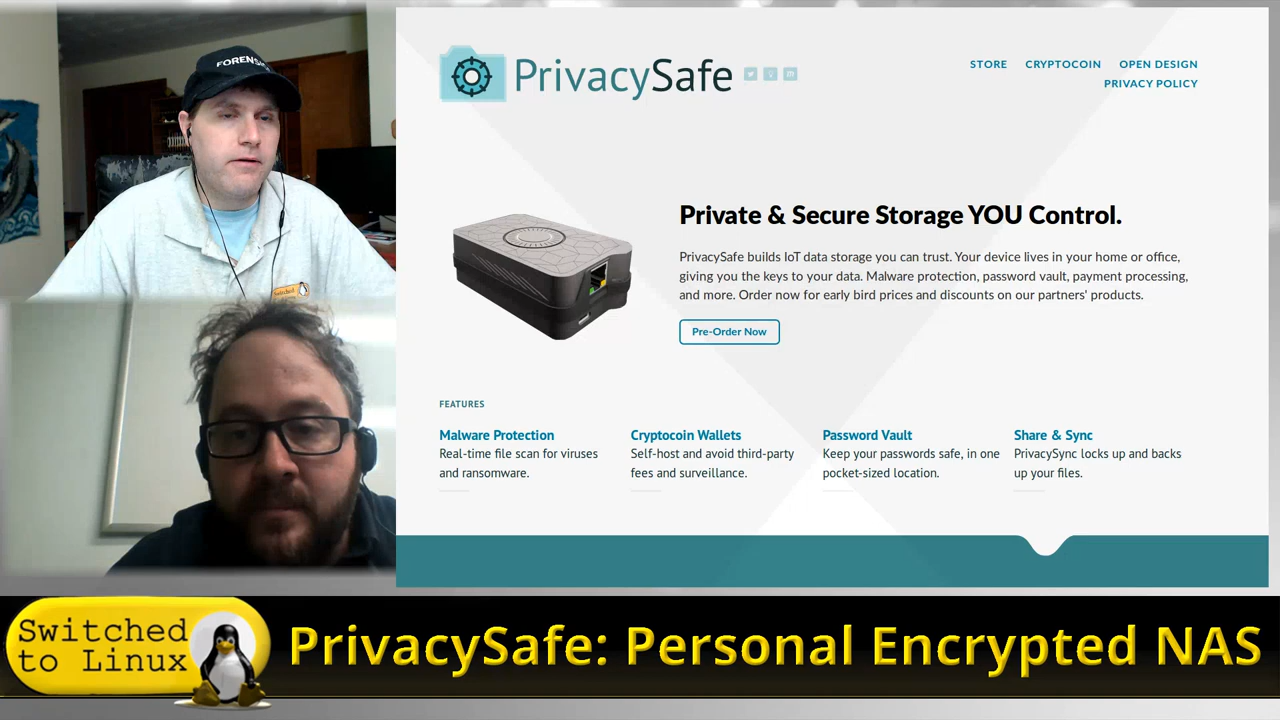 FORENSI
Switched
PrivacySafe
STORE CRYPTOCOIN OPEN DESIGN
PRIVACY POLICY
Private & Secure Storage YOU Control.
PrivacySafe builds IoT data storage you can trust. Your device lives in your home or office,
giving you the keys to your data. Malware protection, password vault, payment processing,
and more. Order now for early bird prices and discounts on our partners' products.
Pre-Order Now
FEATURES
Malware Protection
Real-time file scan for viruses
and ransomware.
Cryptocoin Wallets
Self-host and avoid third-party
fees and surveillance.
Password Vault
Keep your passwords safe, in one
pocket-sized location.
Share & Sync
PrivacySync locks up and backs
up your files.
Switched
to Linux
PrivacySafe: Personal Encrypted NAS